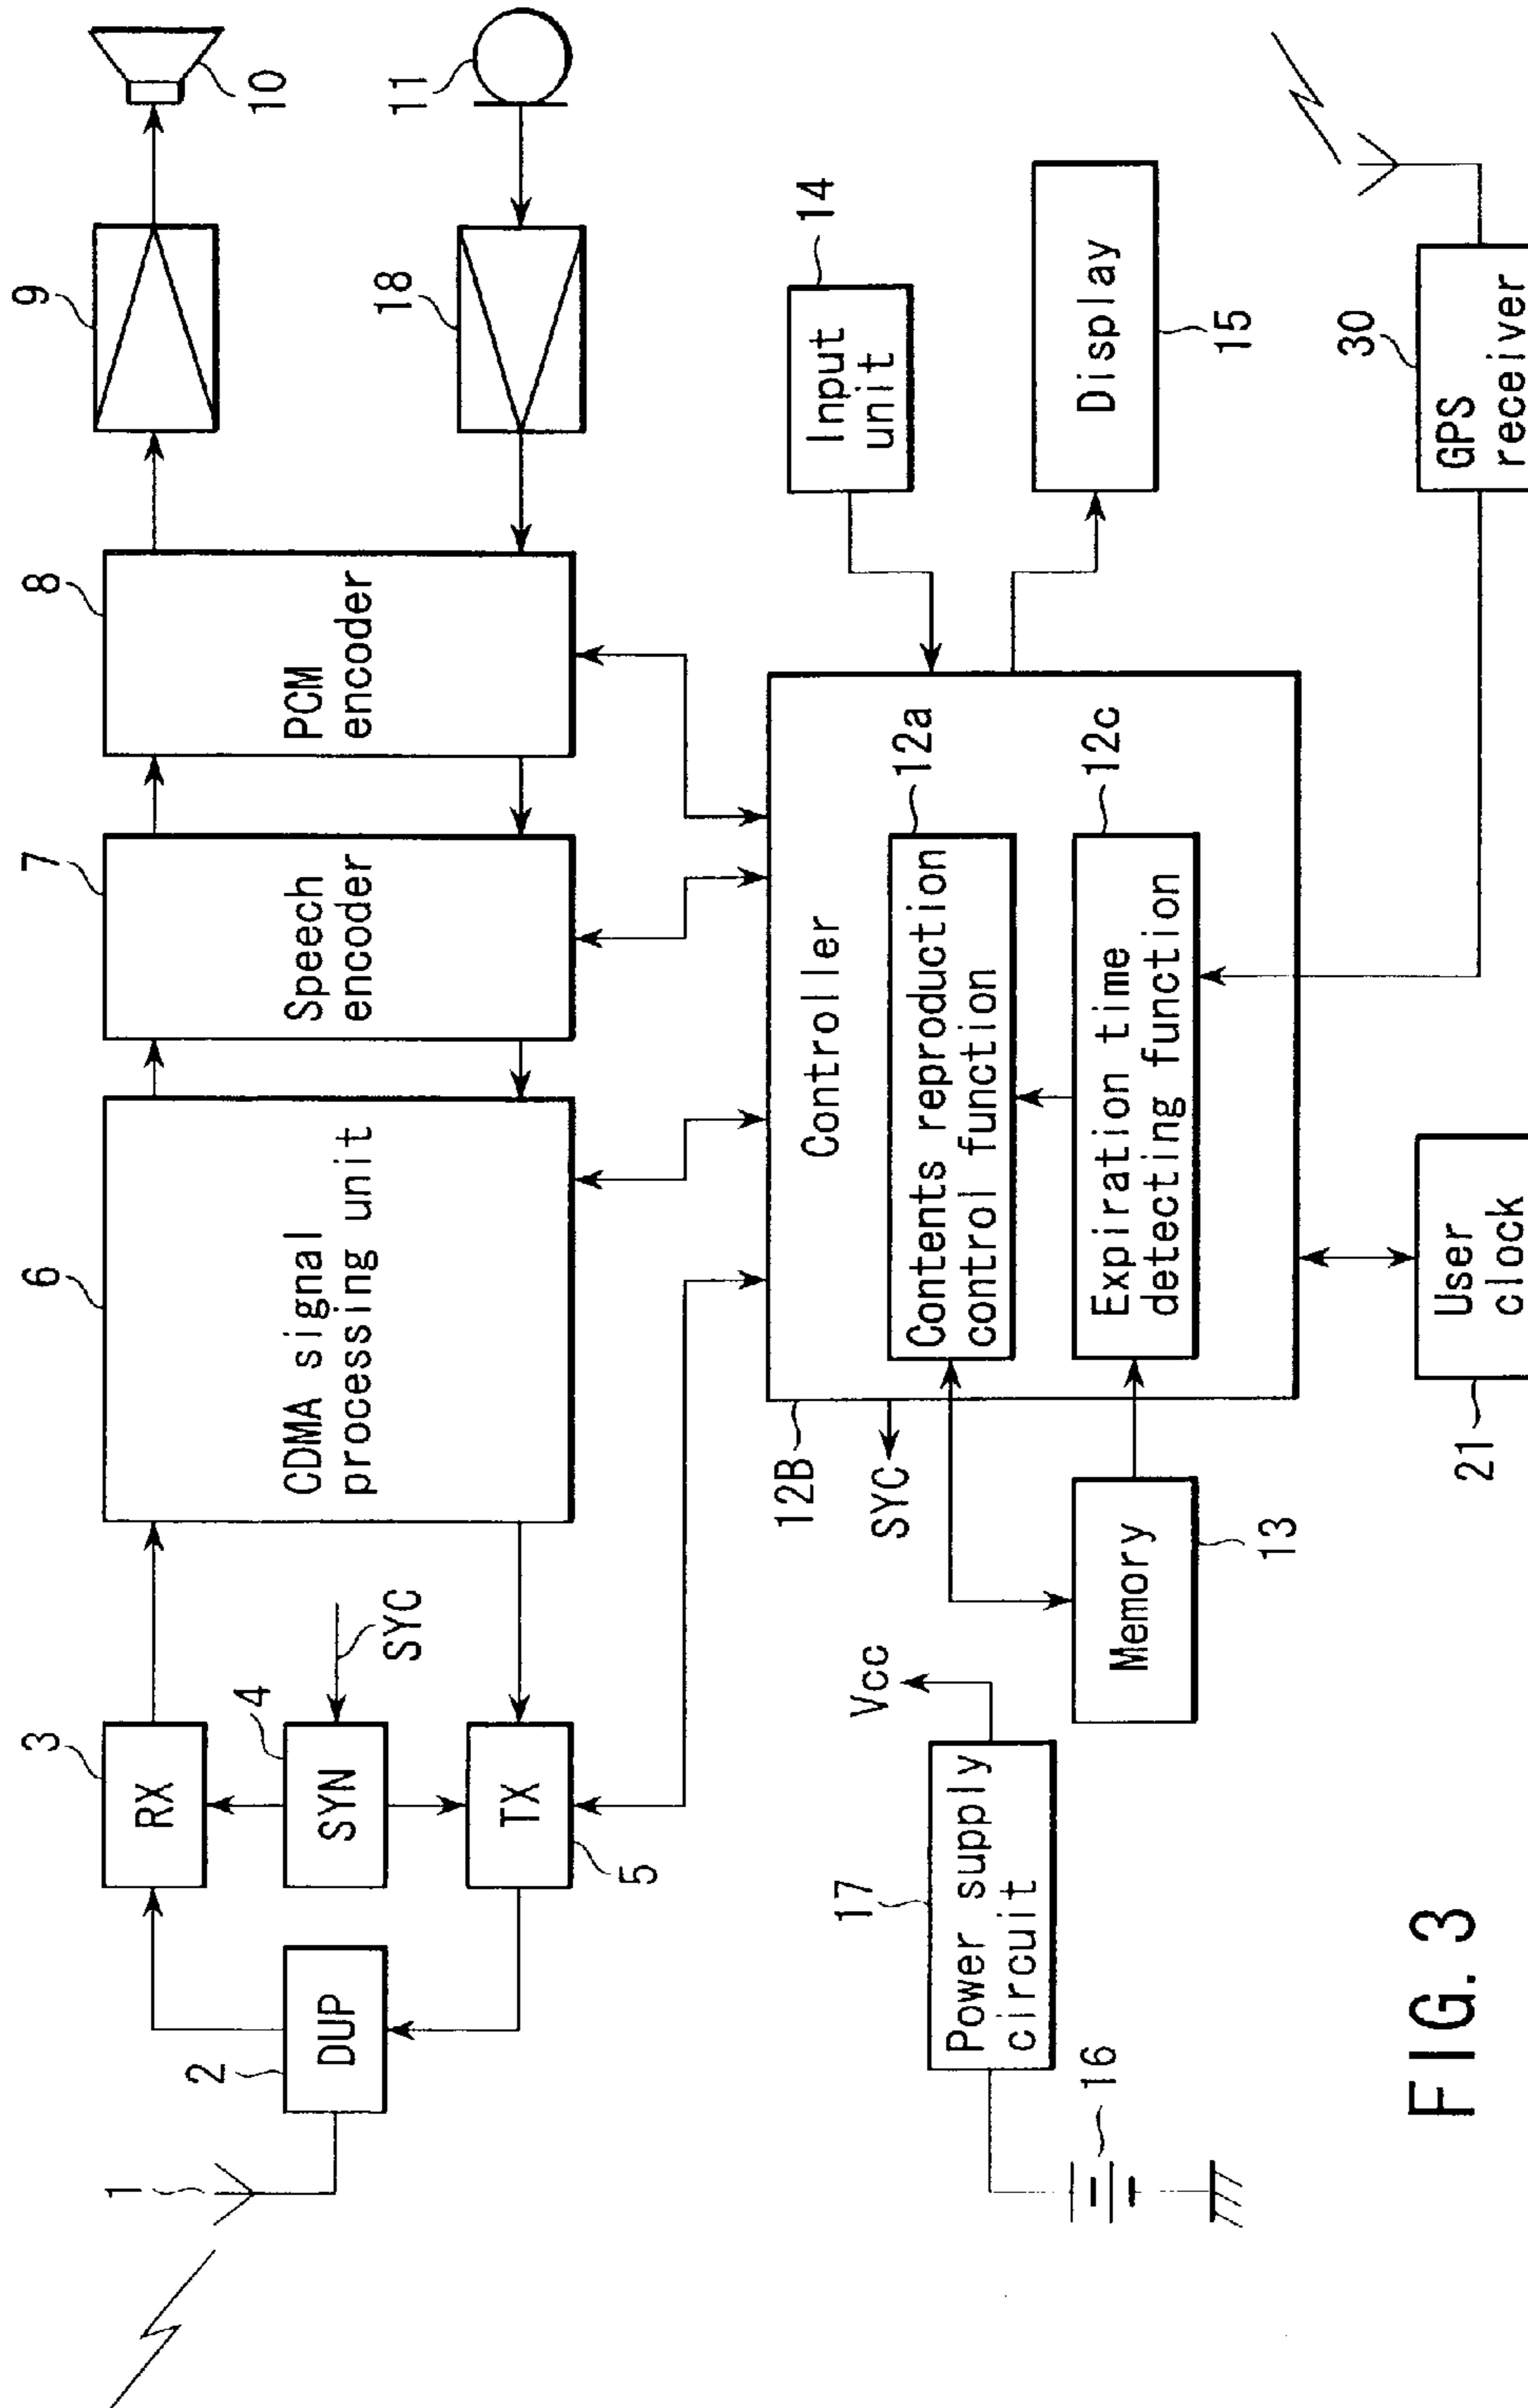 1
2
DUP
3
RX
4
SYN
SYC
TX
5
6
CDMA signal
processing unit
7
Speech
encoder
8
PCM
encoder
9
10
11
18
17
Power supply
circuit
Vcc
16
12B
SYC
Controller
12a
Contents reproduction
control function
12c
Expiration time
detecting function
Memory
13
Input
unit
14
Display
15
21
User
clock
30
GPS
receiver
FIG. 3